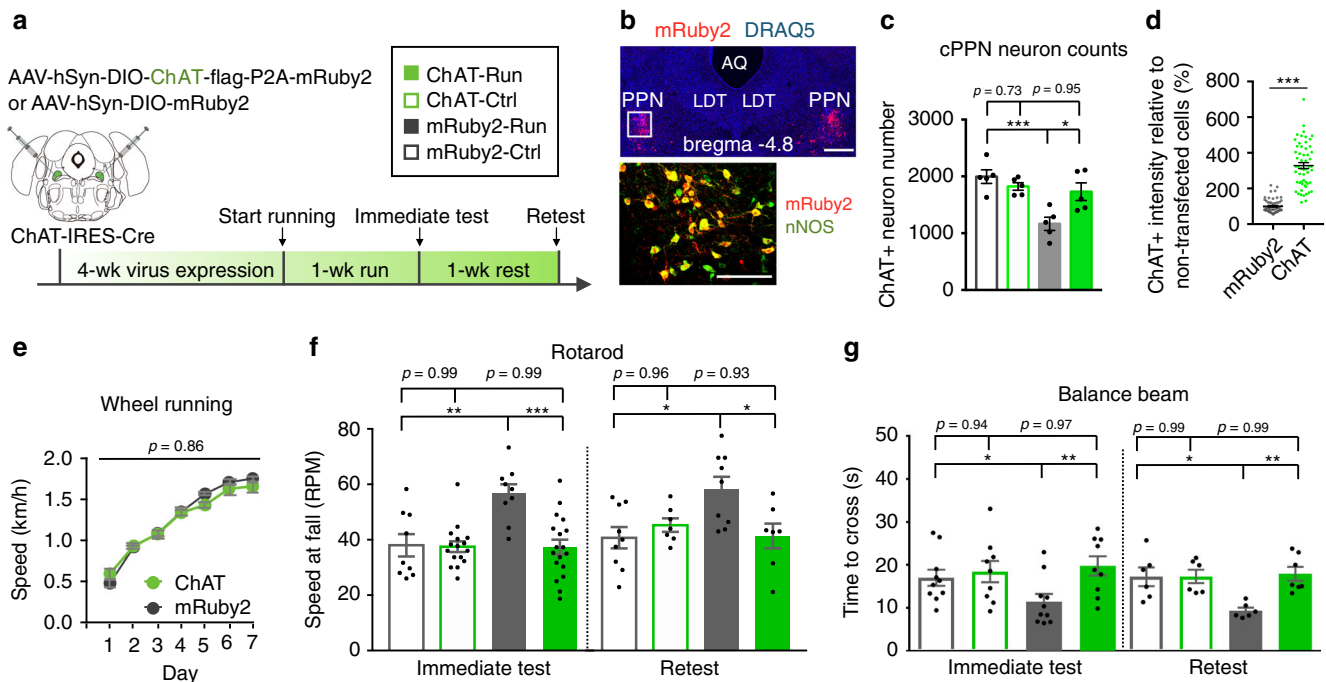 a
AAV-hSyn-DIO-ChAT-flag-P2A-mRuby2
or AAV-hSyn-DIO-mRuby2
ChAT-Run
ChAT-Ctrl
mRuby2-Run
mRuby2-Ctrl
ChAT-IRES-Cre
Start running
Immediate test
Retest
4-wk virus expression
1-wk run
1-wk rest
b
mRuby2 DRAQ5
AQ
PPN
LDT
LDT
PPN
bregma -4.8
mRuby2
nNOS
c
cPPN neuron counts
p = 0.73
p = 0.95
***
*
ChAT+ neuron number
3000
2000
1000
0
d
ChAT+ intensity relative to
non-transfected cells (%)
***
800
600
400
200
0
mRuby2
ChAT
e
Wheel running
p = 0.86
Speed (km/h)
2.0
1.5
1.0
0.5
0.0
ChAT
mRuby2
1 2 3 4 5 6 7
Day
f
Rotarod
p = 0.99
p = 0.99
**
***
p = 0.96
p = 0.93
*
*
Speed at fall (RPM)
80
60
40
20
0
Immediate test
Retest
g
Balance beam
p = 0.94
p = 0.97
*
**
p = 0.99
p = 0.99
*
**
Time to cross (s)
50
40
30
20
10
0
Immediate test
Retest